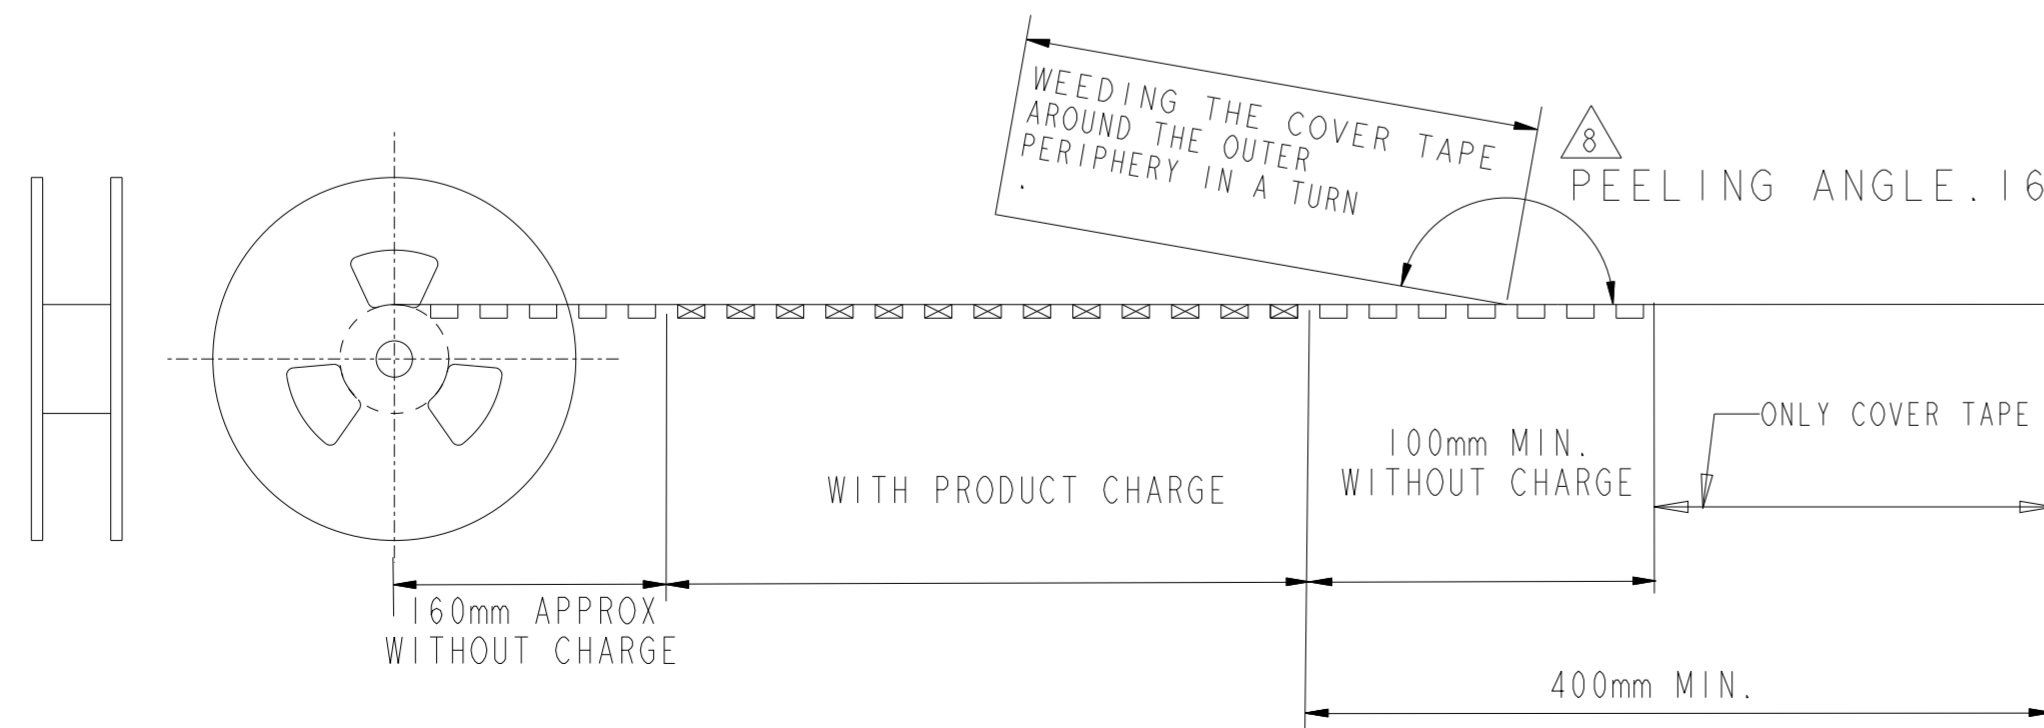 WEEDING THE COVER TAPE
AROUND THE OUTER
PERIPHERY IN A TURN
.
8
PEELING ANGLE.16
ONLY COVER TAPE
100mm MIN.
WITHOUT CHARGE
WITH PRODUCT CHARGE
160mm APPROX
WITHOUT CHARGE
400mm MIN.